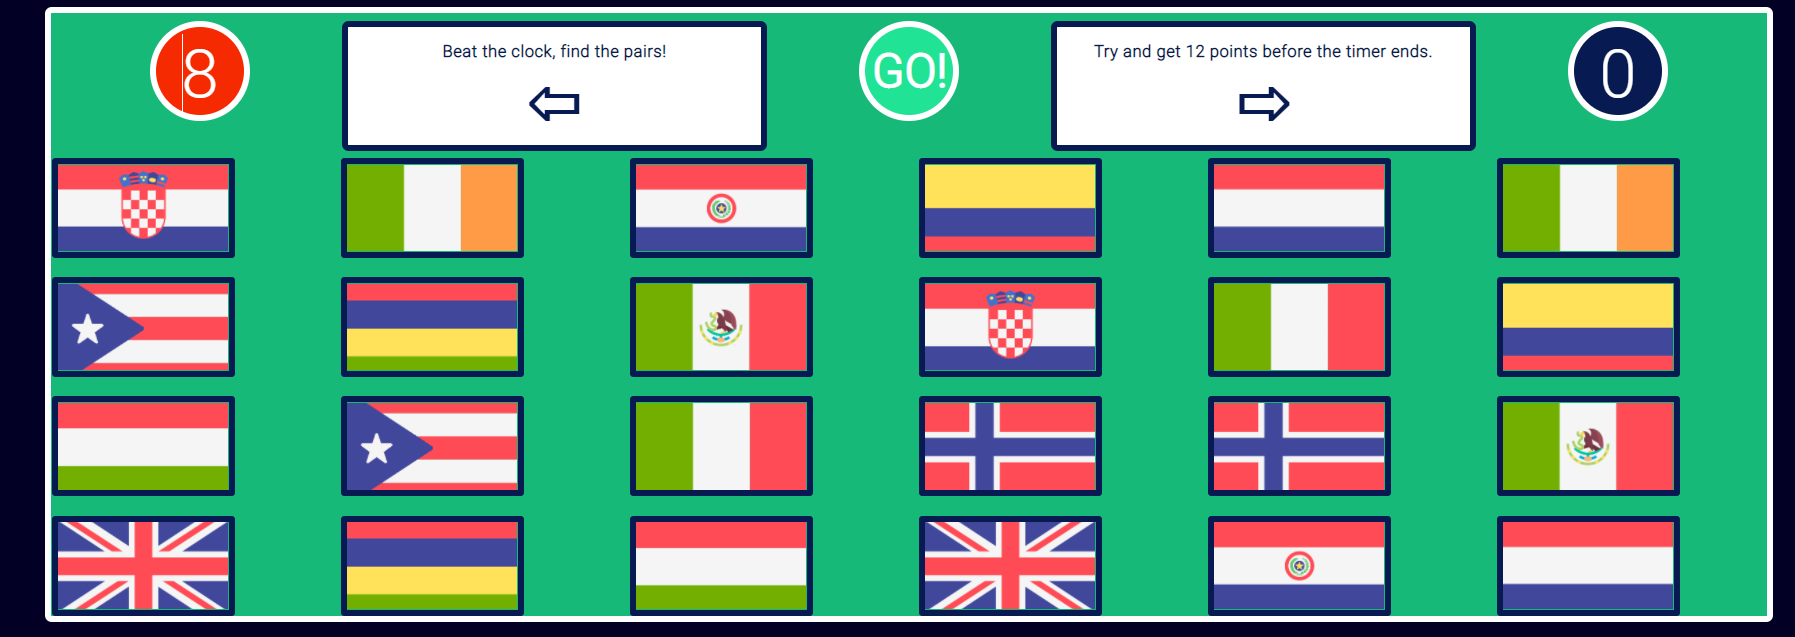 8
Beat the clock, find the pairs!
GO!
Try and get 12 points before the timer ends.
0